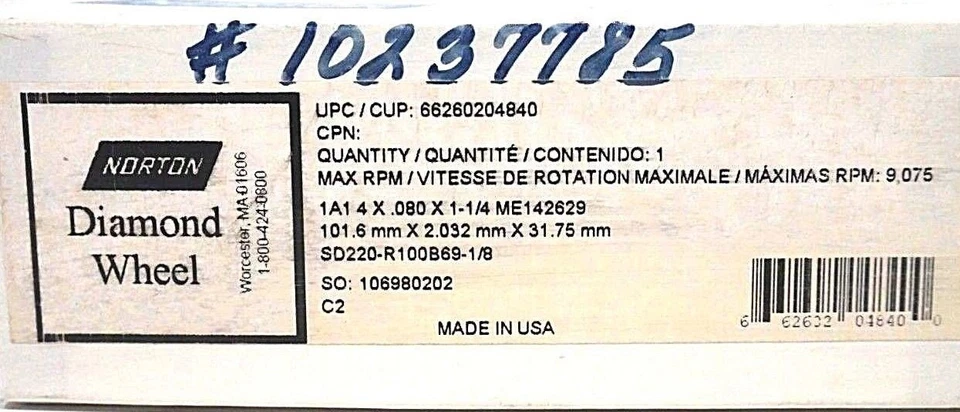 # 10237785
NORTON
Diamond
Wheel
Worcester, MA 01606
1-800-424-0800
UPC / CUP: 66260204840
CPN:
QUANTITY / QUANTITÉ / CONTENIDO: 1
MAX RPM / VITESSE DE ROTATION MAXIMALE / MÁXIMAS RPM: 9,075
1A1 4 X .080 X 1-1/4 ME142629
101.6 mm X 2.032 mm X 31.75 mm
SD220-R100B69-1/8
SO: 106980202
C2
MADE IN USA
6 62632 04840 0